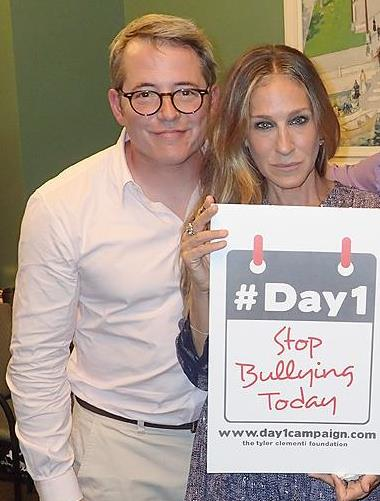 #Day1
Stop
Bullying
Today
www.day1campaign.com
the tyler clementi foundation